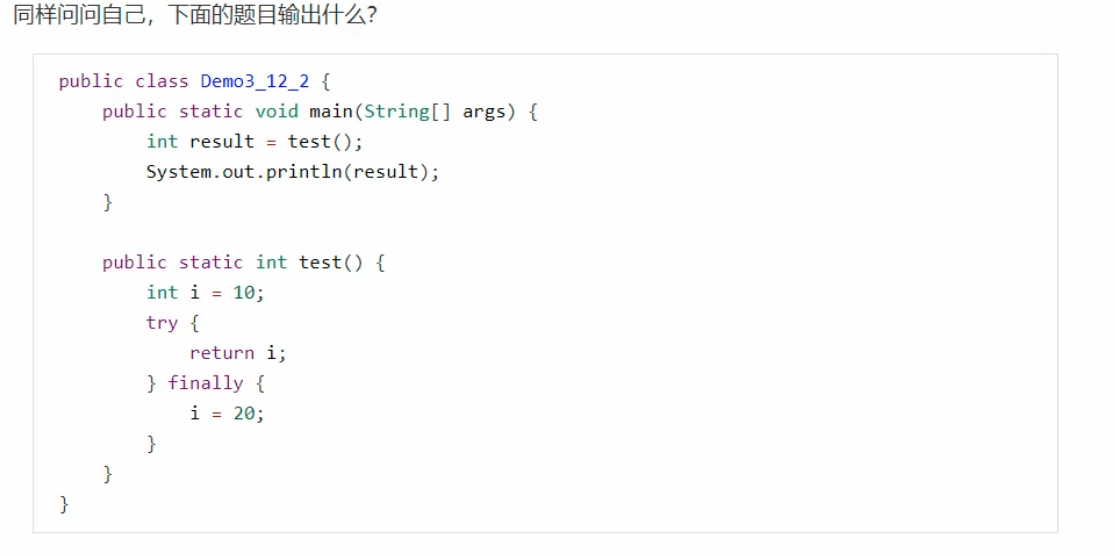 同样问问自己，下面的题目输出什么？
public class Demo3_12_2 {
    public static void main(String[] args) {
        int result = test();
        System.out.println(result);
    }

    public static int test() {
        int i = 10;
        try {
            return i;
        } finally {
            i = 20;
        }
    }
}